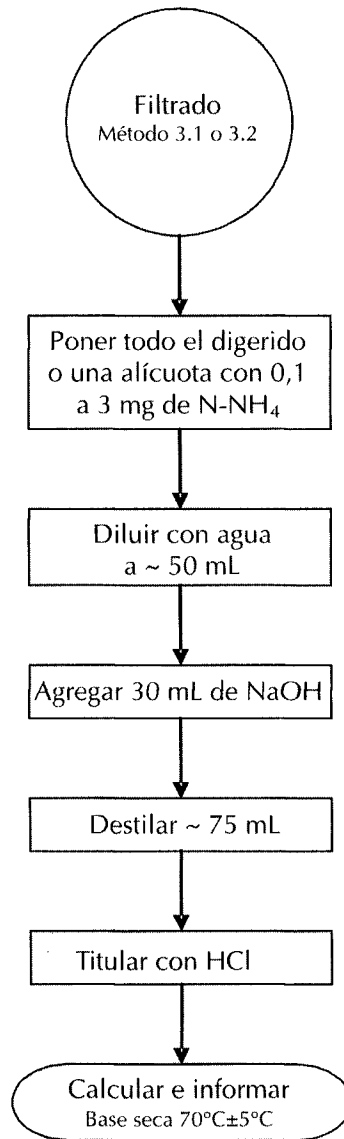 Filtrado
Método 3.1 o 3.2
Poner todo el digerido
o una alícuota con 0,1
a 3 mg de N-NH₄
Diluir con agua
a ~ 50 mL
Agregar 30 mL de NaOH
Destilar ~ 75 mL
Titular con HCl
Calcular e informar
Base seca 70°C±5°C